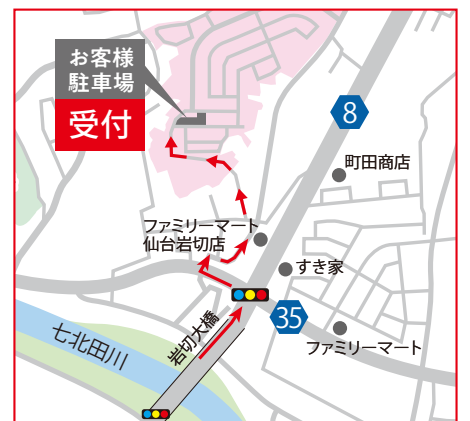 お客様
駐車場
受付
8
町田商店
ファミリーマート
仙台岩切店
すき家
35
岩切大橋
ファミリーマート
七北田川